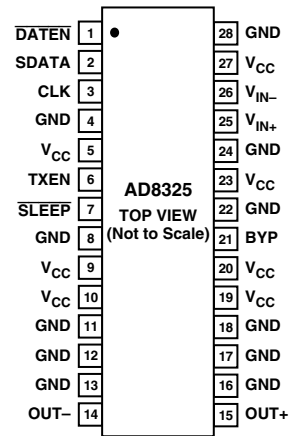 DATEN 1 28 GND
SDATA 2 27 VCC
CLK 3 26 VIN–
GND 4 25 VIN+
VCC 5 24 GND
TXEN 6 23 VCC
AD8325
SLEEP 7 22 GND
TOP VIEW
GND 8 21 BYP
(Not to Scale)
VCC 9 20 VCC
VCC 10 19 VCC
GND 11 18 GND
GND 12 17 GND
GND 13 16 GND
OUT– 14 15 OUT+